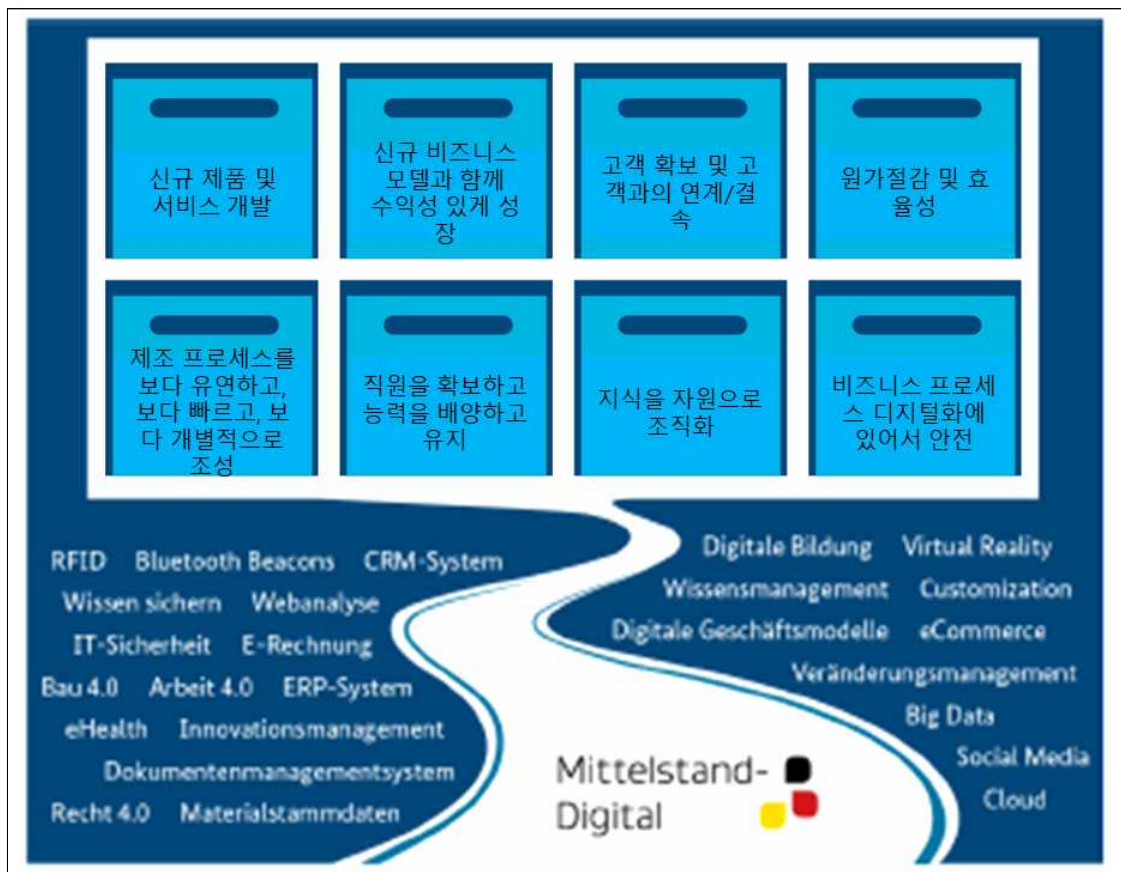 신규 제품 및
서비스 개발
신규 비즈니스
모델과 함께
수익성 있게 성
장
고객 확보 및 고
객과의 연계/결
속
원가절감 및 효
율성
제조 프로세스를
보다 유연하고,
보다 빠르고, 보
다 개별적으로
조성
직원을 확보하고
능력을 배양하고
유지
지식을 자원으로
조직화
비즈니스 프로세
스 디지털화에
있어서 안전
RFID Bluetooth Beacons CRM-System
Wissen sichern Webanalyse
IT-Sicherheit E-Rechnung
Bau 4.0 Arbeit 4.0 ERP-System
eHealth Innovationsmanagement
Dokumentenmanagementsystem
Recht 4.0 Materialstammdaten
Digitale Bildung Virtual Reality
Wissensmanagement Customization
Digitale Geschäftsmodelle eCommerce
Veränderungsmanagement
Big Data
Social Media
Cloud
Mittelstand-
Digital